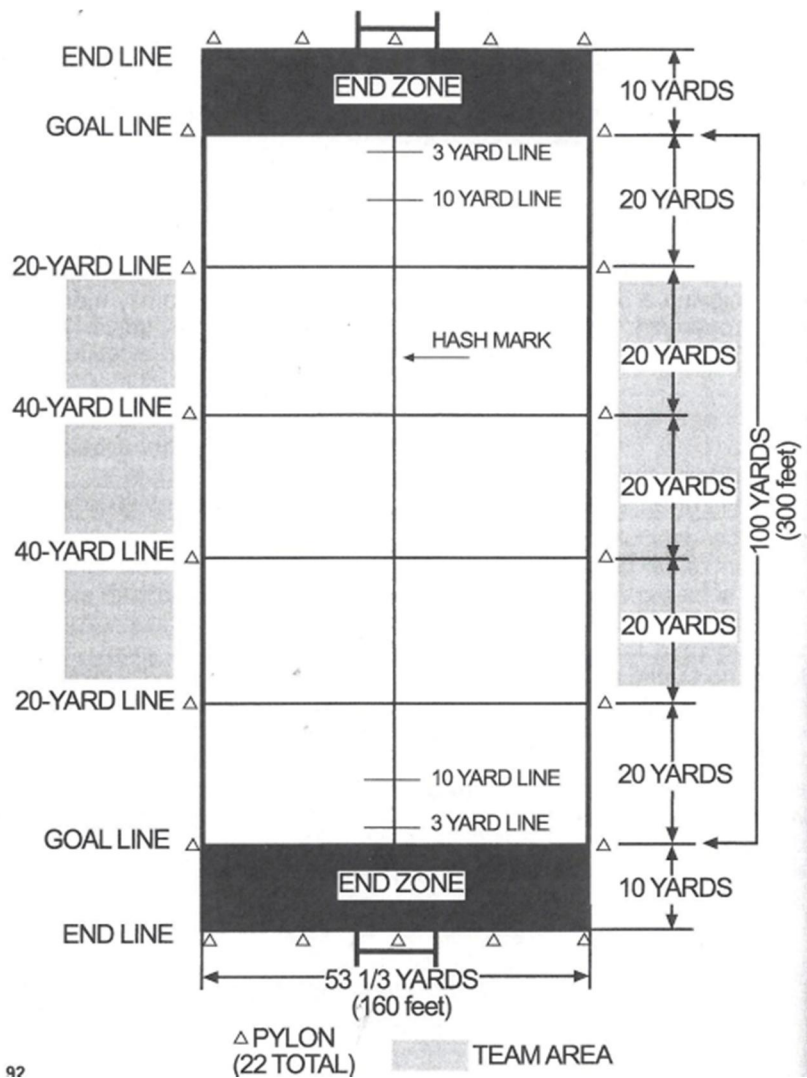 END LINE
END ZONE
10 YARDS
GOAL LINE
3 YARD LINE
10 YARD LINE
20 YARDS
20-YARD LINE
HASH MARK
20 YARDS
40-YARD LINE
20 YARDS
100 YARDS
(300 feet)
40-YARD LINE
20 YARDS
20-YARD LINE
10 YARD LINE
20 YARDS
3 YARD LINE
GOAL LINE
END ZONE
10 YARDS
END LINE
53 1/3 YARDS
(160 feet)
PYLON
(22 TOTAL)
TEAM AREA
92